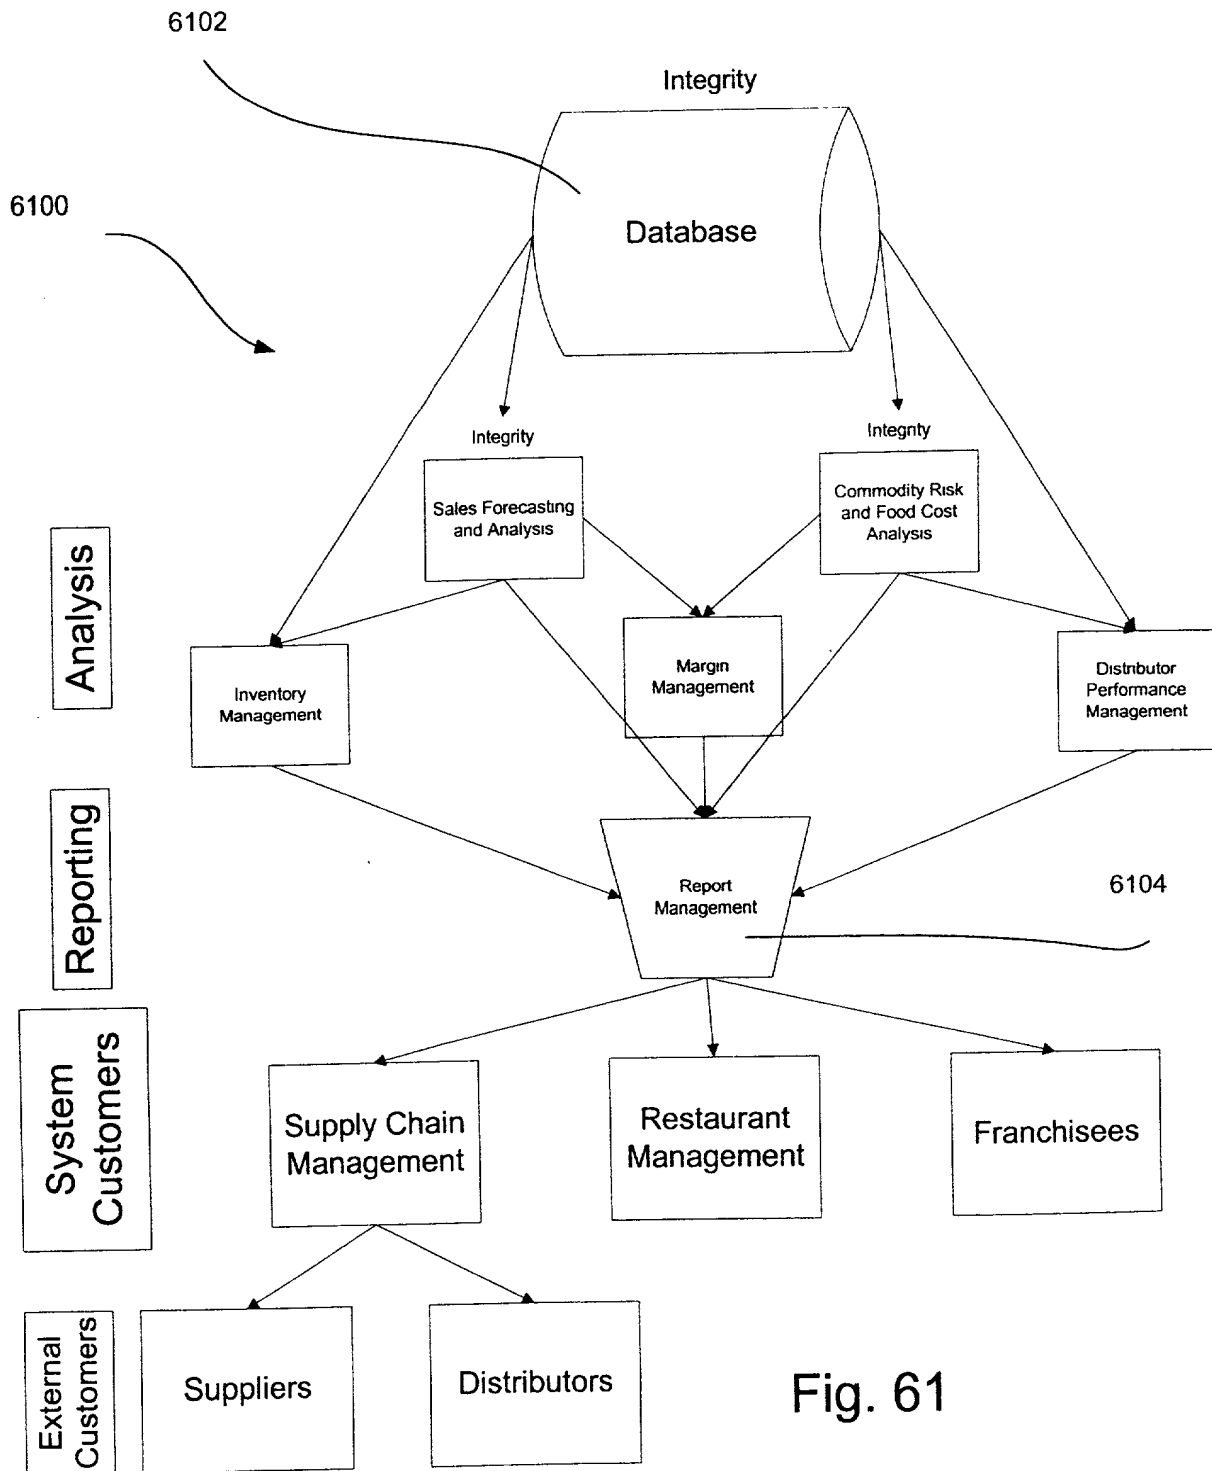 6102
Integrity
6100
Database
Integrity
Integrity
Sales Forecasting
and Analysis
Commodity Risk
and Food Cost
Analysis
Analysis
Inventory
Management
Margin
Management
Distributor
Performance
Management
Reporting
Report
Management
6104
System
Customers
Supply Chain
Management
Restaurant
Management
Franchisees
External
Customers
Suppliers
Distributors
Fig. 61